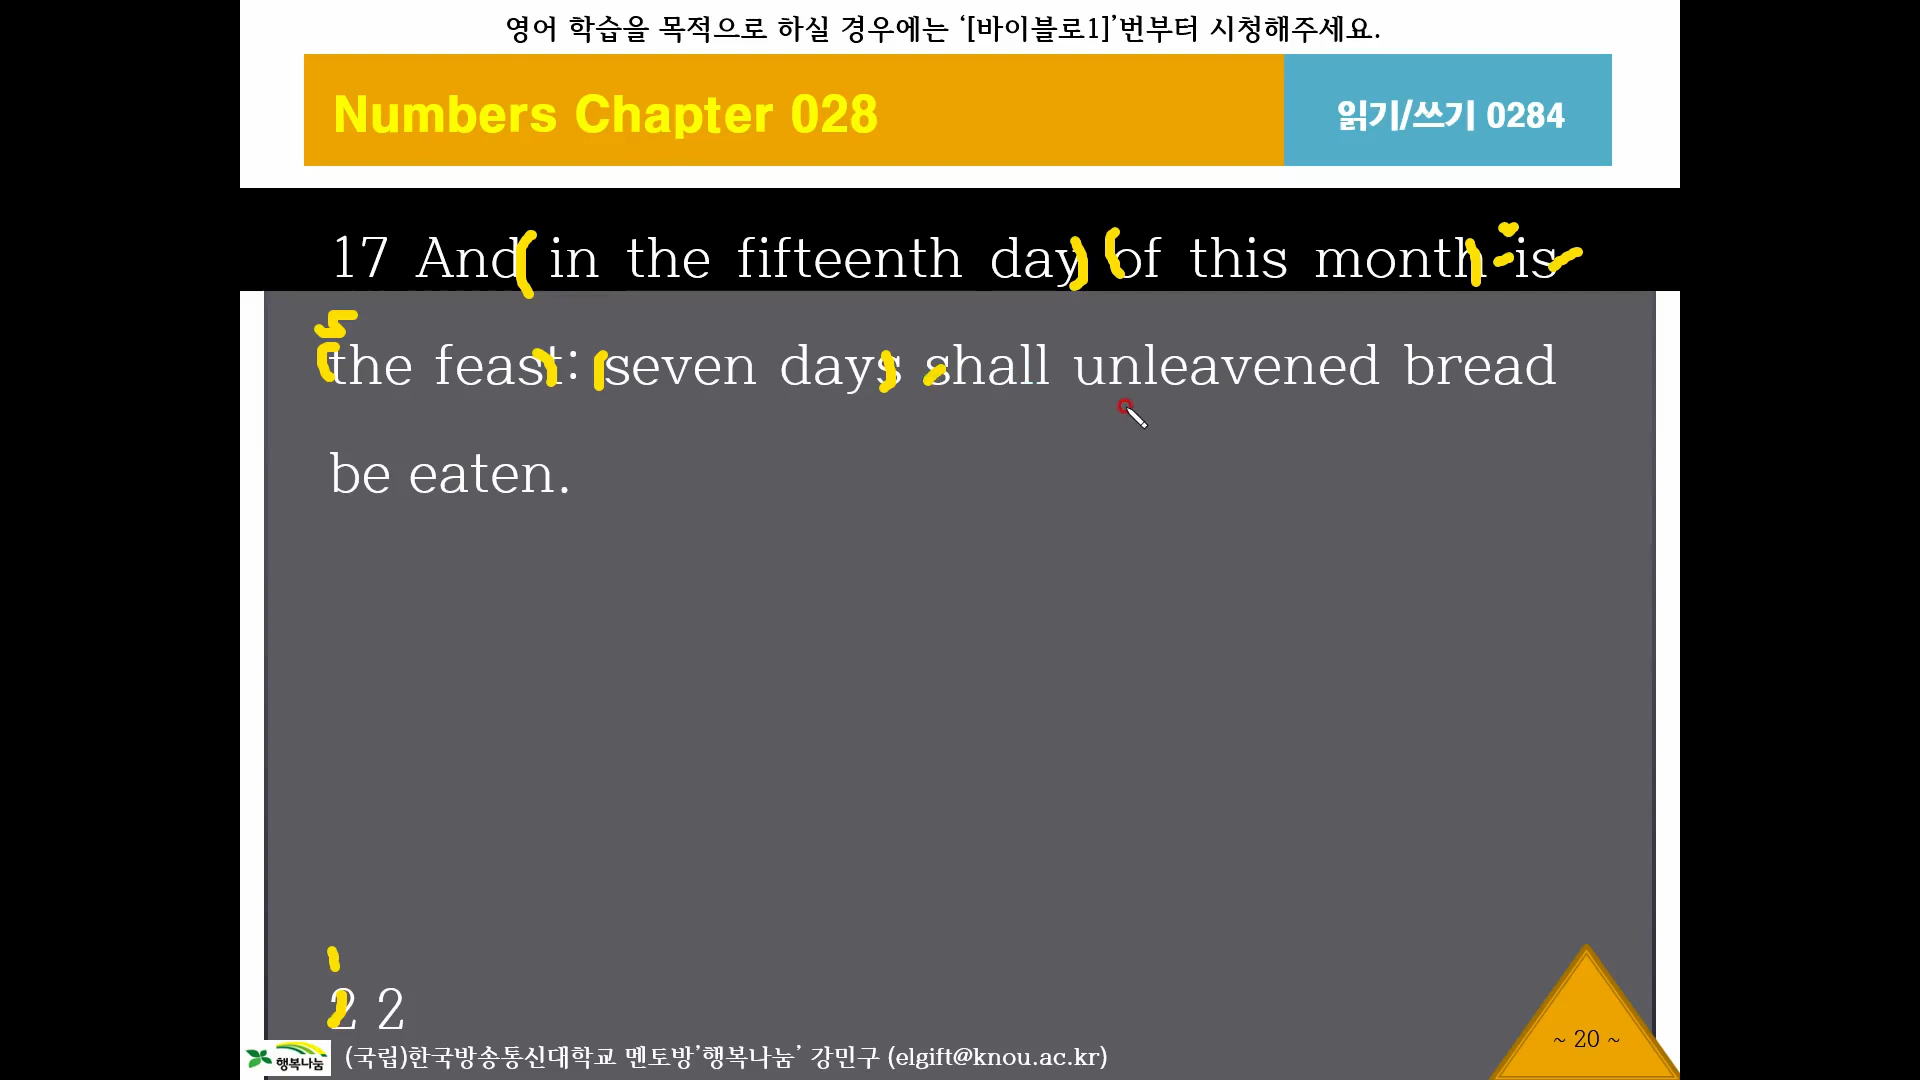 영어 학습을 목적으로 하실 경우에는 ‘[바이블로1]’번부터 시청해주세요.
Numbers Chapter 028
읽기/쓰기 0284
17 And in the fifteenth day of this month is
the feast: seven days shall unleavened bread
be eaten.
2 2
행복나눔
(국립)한국방송통신대학교 멘토방’행복나눔’ 강민구 (elgift@knou.ac.kr)
~ 20 ~